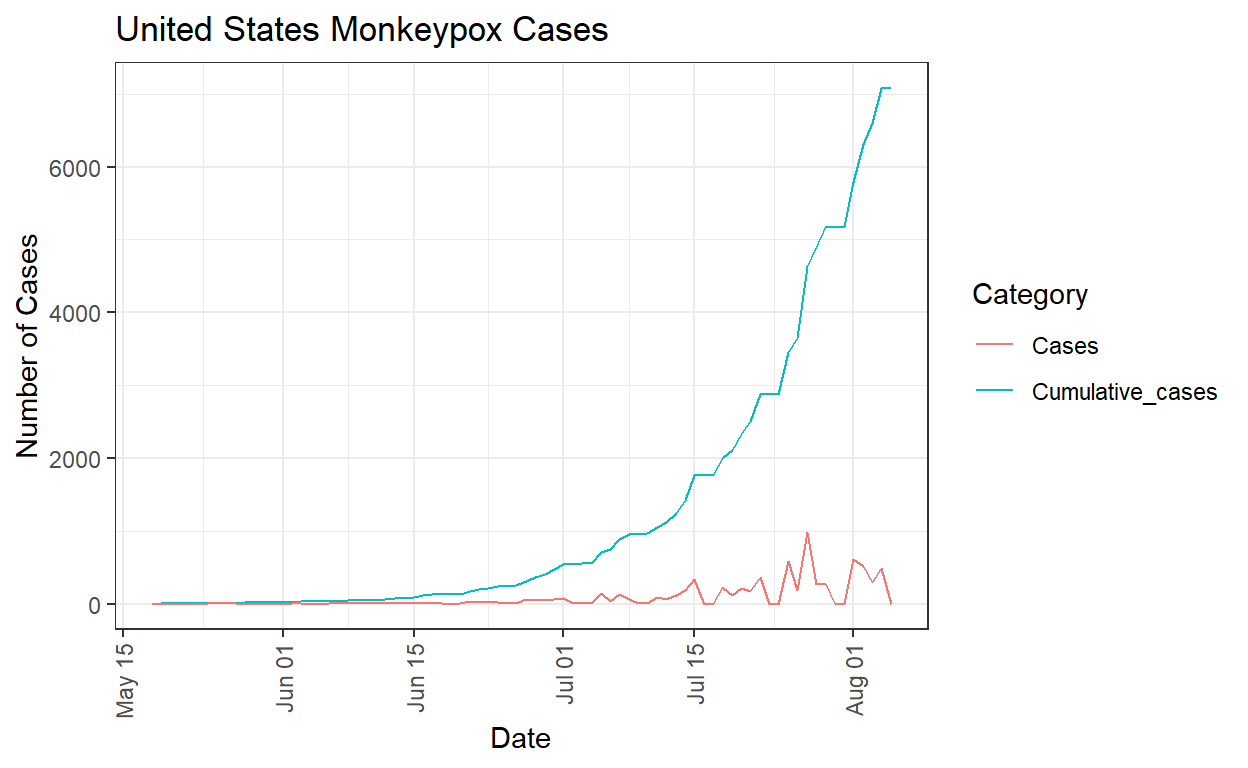 United States Monkeypox Cases
Number of Cases
6000
4000
2000
0
May 15
Jun 01
Jun 15
Jul 01
Jul 15
Aug 01
Date
Category
Cases
Cumulative_cases